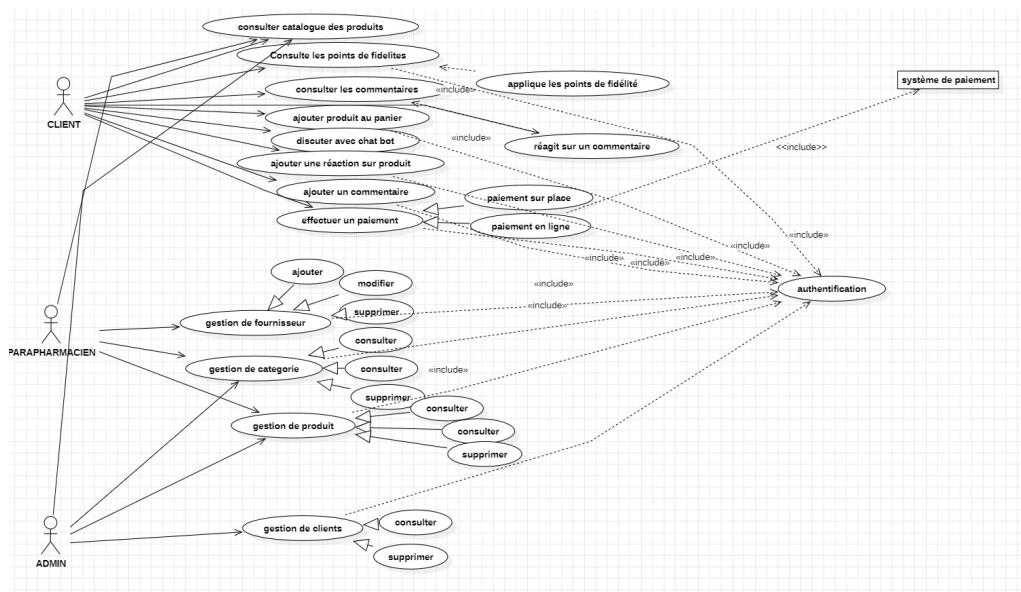 consulter catalogue des produits
Consulte les points de fidelites
applique les points de fidélité
système de paiement
consulter les commentaires
«include»
CLIENT
ajouter produit au panier
discuter avec chat bot
«include»
réagit sur un commentaire
<<include>>
ajouter une réaction sur produit
ajouter un commentaire
paiement sur place
effectuer un paiement
paiement en ligne
«include»
«include»
«include»
«include»
«include»
ajouter
modifier
«include»
authentification
supprimer
«include»
gestion de fournisseur
PARAPHARMACIEN
consulter
gestion de categorie
consulter
«include»
supprimer
consulter
gestion de produit
consulter
supprimer
gestion de clients
consulter
supprimer
ADMIN